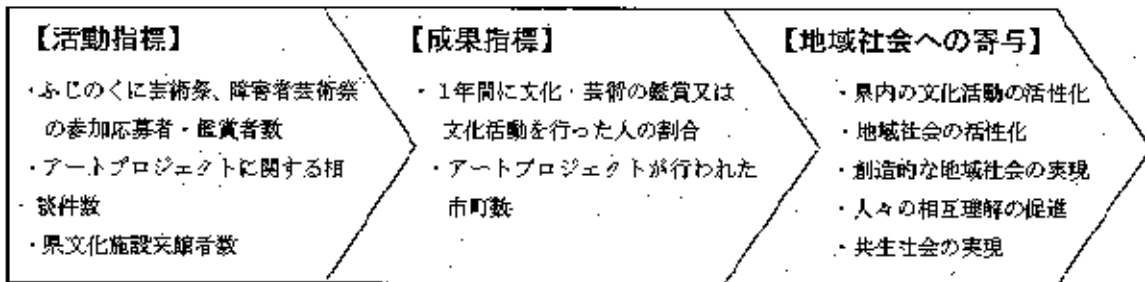 【活動指標】
・ふじのくに芸術祭、障害者芸術祭
の参加応募者・鑑賞者数
・アートプロジェクトに関する相
談件数
・県文化施設来館者数
【成果指標】
・1年間に文化・芸術の鑑賞又は
文化活動を行った人の割合
・アートプロジェクトが行われた
市町数
【地域社会への寄与】
・県内の文化活動の活性化
・地域社会の活性化
・創造的な地域社会の実現
・人々の相互理解の促進
・共生社会の実現